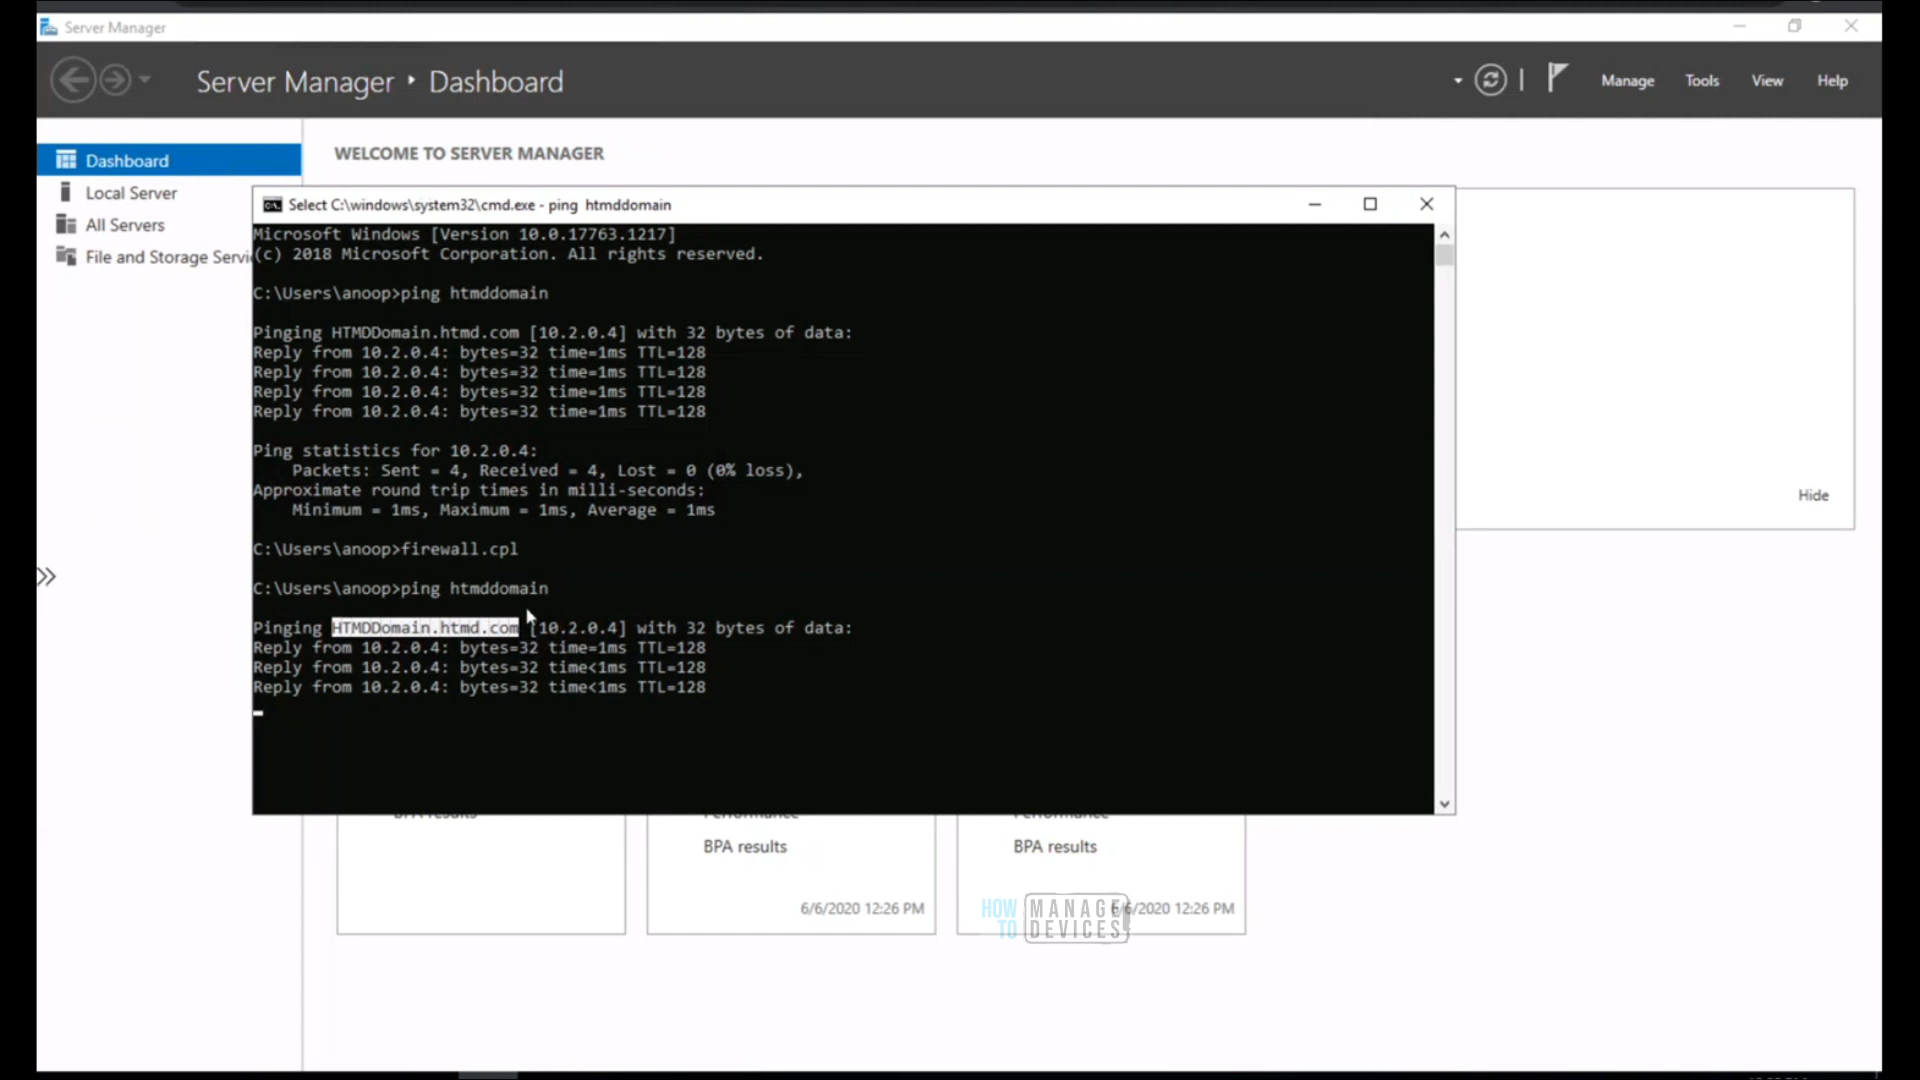 Server Manager
Server Manager ‣ Dashboard
Manage Tools View Help
Dashboard
Local Server
All Servers
File and Storage Servi
WELCOME TO SERVER MANAGER
Select C:\windows\system32\cmd.exe - ping htmddomain
Microsoft Windows [Version 10.0.17763.1217]
(c) 2018 Microsoft Corporation. All rights reserved.
C:\Users\anoop>ping htmddomain
Pinging HTMDDomain.htmd.com [10.2.0.4] with 32 bytes of data:
Reply from 10.2.0.4: bytes=32 time=1ms TTL=128
Reply from 10.2.0.4: bytes=32 time=1ms TTL=128
Reply from 10.2.0.4: bytes=32 time=1ms TTL=128
Reply from 10.2.0.4: bytes=32 time=1ms TTL=128
Ping statistics for 10.2.0.4:
Packets: Sent = 4, Received = 4, Lost = 0 (0% loss),
Approximate round trip times in milli-seconds:
Minimum = 1ms, Maximum = 1ms, Average = 1ms
C:\Users\anoop>firewall.cpl
C:\Users\anoop>ping htmddomain
Pinging HTMDDomain.htmd.com [10.2.0.4] with 32 bytes of data:
Reply from 10.2.0.4: bytes=32 time=1ms TTL=128
Reply from 10.2.0.4: bytes=32 time<1ms TTL=128
Reply from 10.2.0.4: bytes=32 time<1ms TTL=128
Hide
BPA results Performance Performance
BPA results BPA results
6/6/2020 12:26 PM 6/6/2020 12:26 PM
HOW TO MANAGE DEVICES